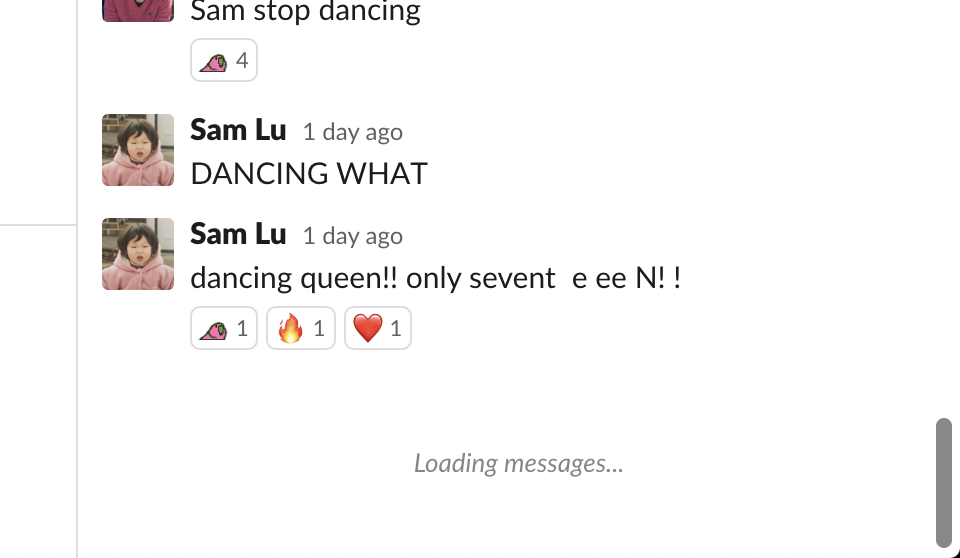 Sam stop dancing
4
Sam Lu 1 day ago
DANCING WHAT
Sam Lu 1 day ago
dancing queen!! only sevent  e ee N! !
1 1 1
Loading messages...